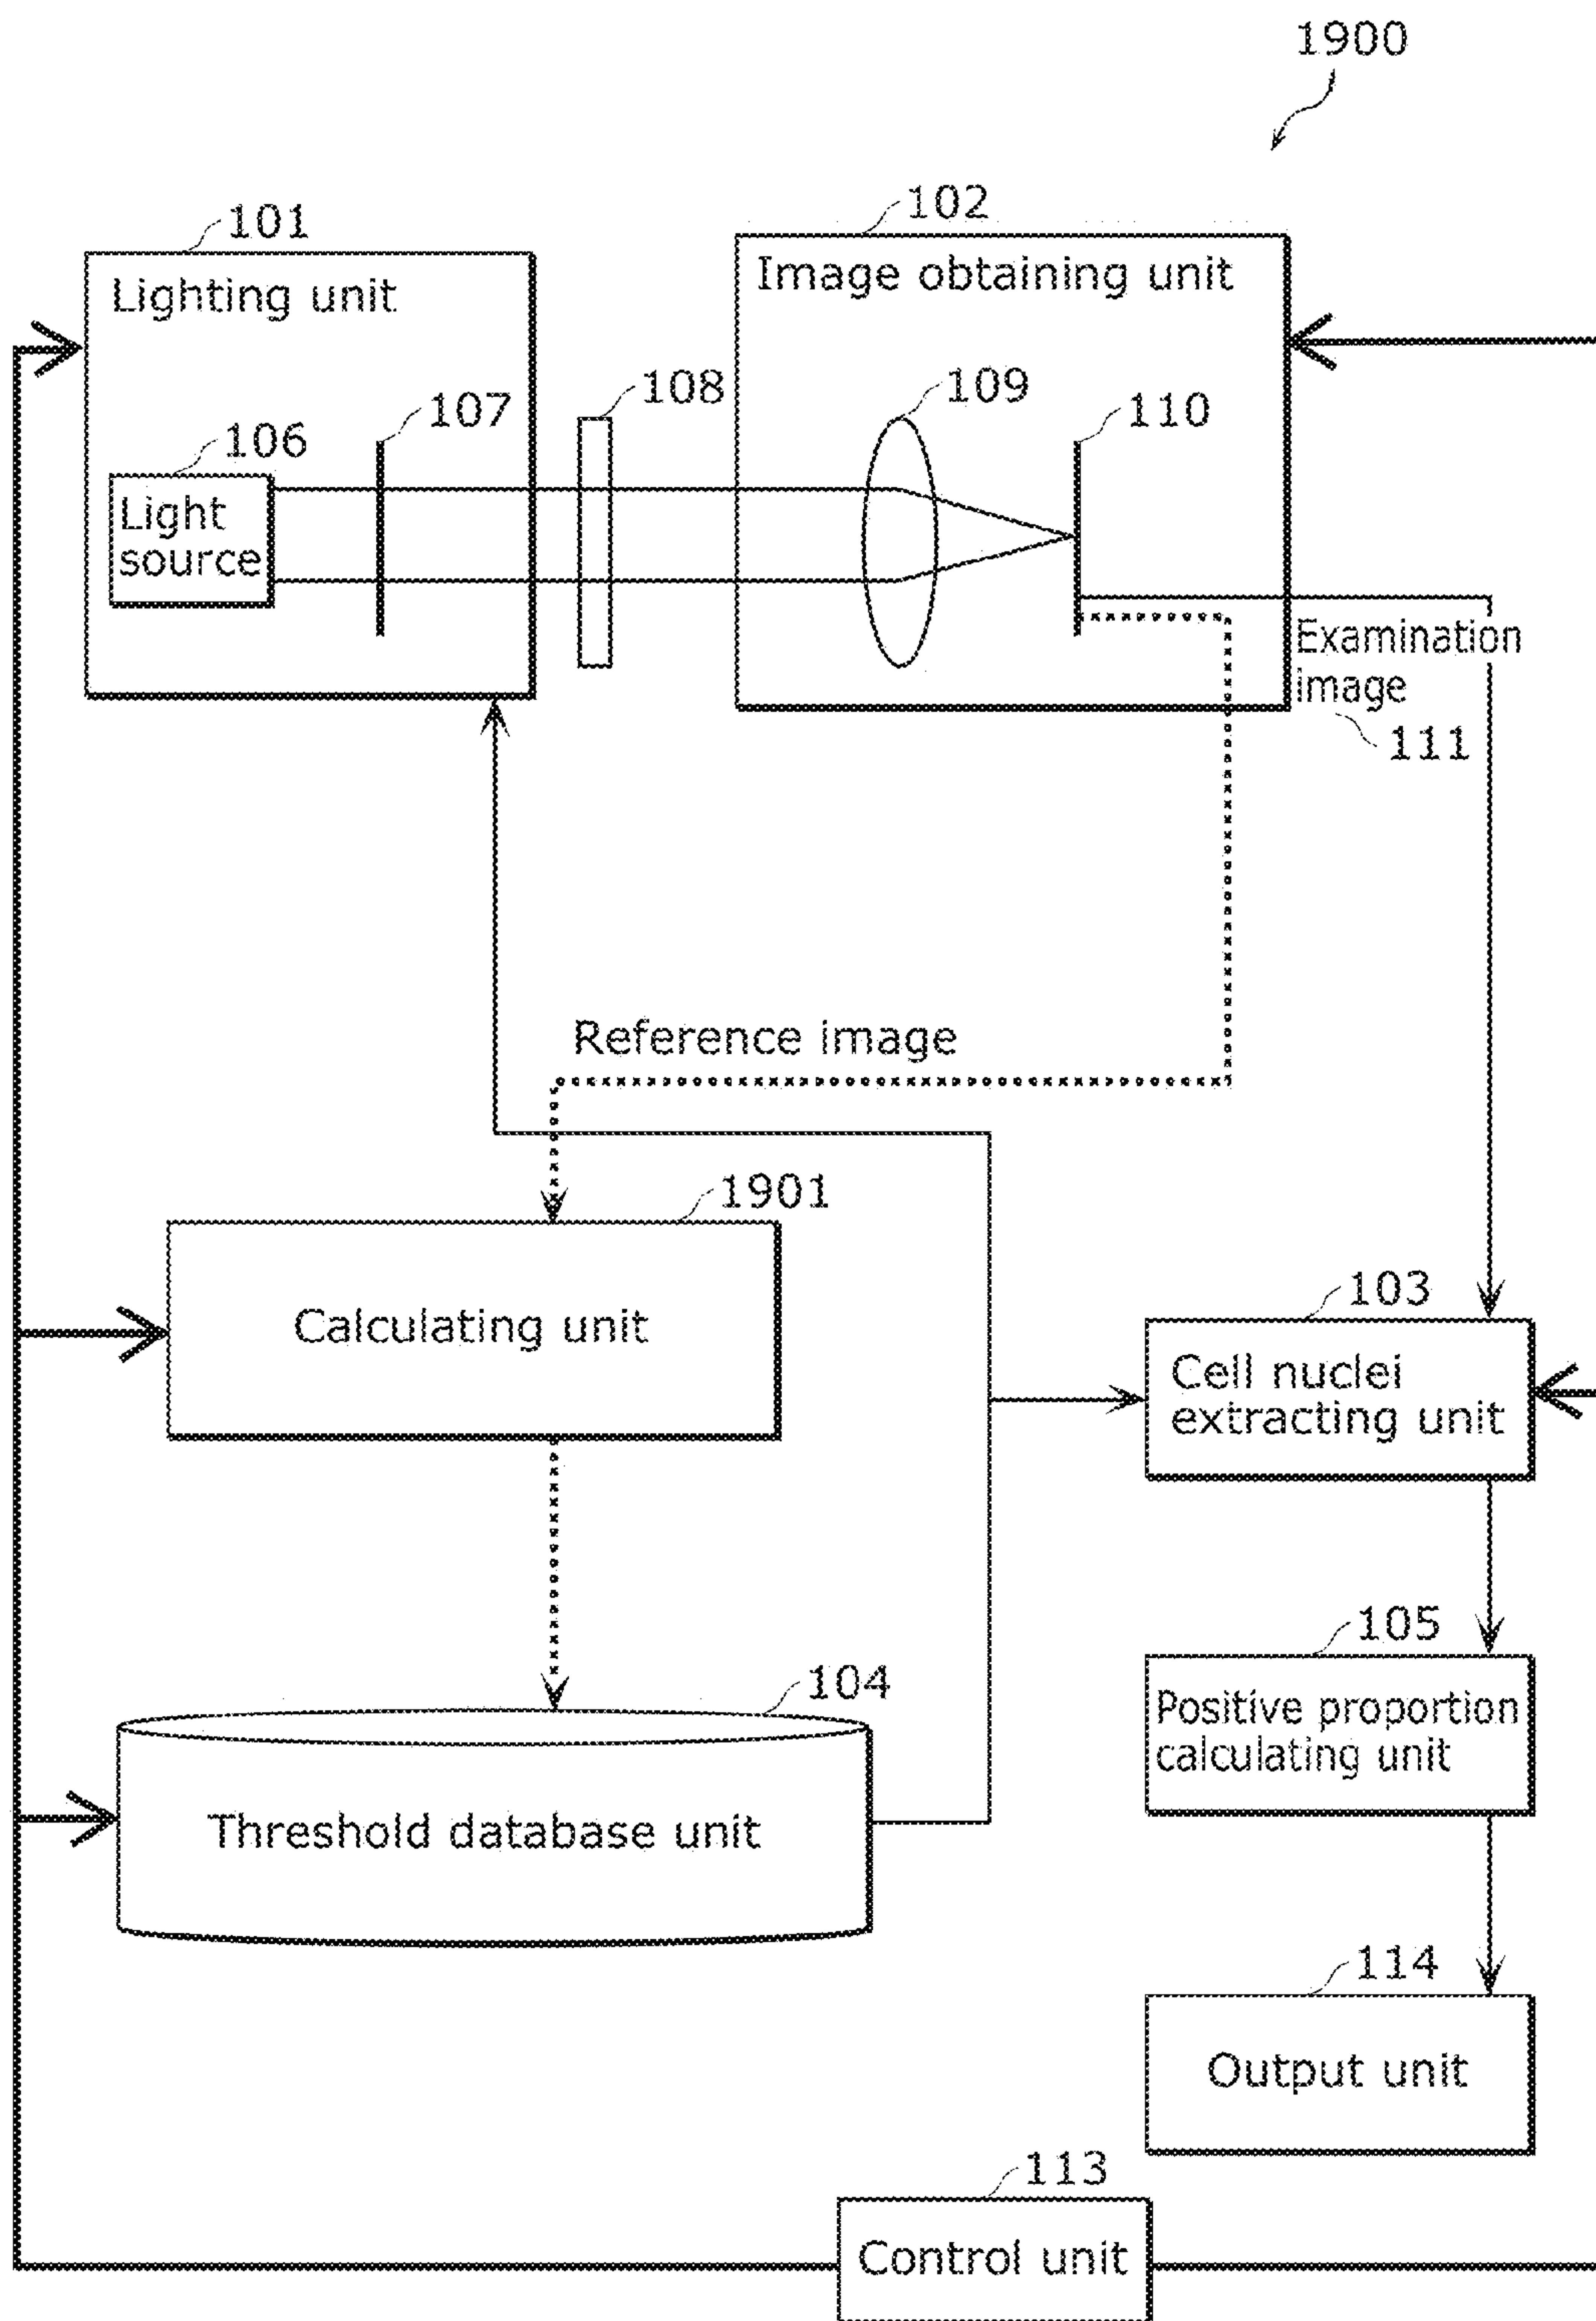 1900
101
102
Lighting unit
Image obtaining unit
107
108
109
110
106
Light
source
Examination
image
111
Reference image
1901
Calculating unit
103
Cell nuclei
extracting unit
105
104
Positive proportion
calculating unit
Threshold database unit
114
Output unit
113
Control unit